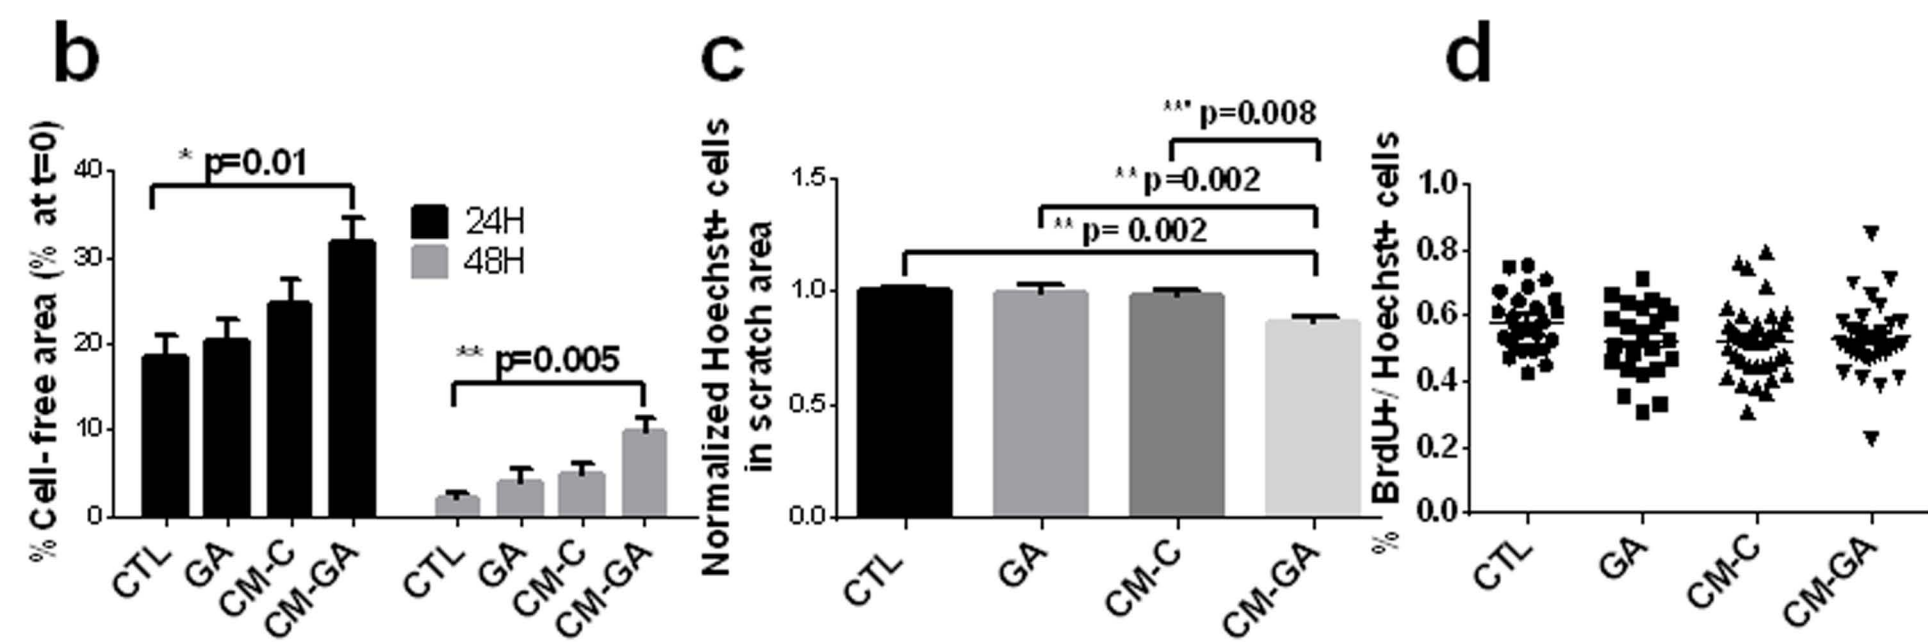 b
% Cell-free area (% at t=0)
40
30
20
10
0
* p=0.01
** p=0.005
24H
48H
CTL
GA
CM-C
CM-GA
CTL
GA
CM-C
CM-GA
c
Normalized Hoechst+ cells
in scratch area
1.5
1.0
0.5
0.0
*** p=0.008
** p=0.002
** p= 0.002
CTL
GA
CM-C
CM-GA
d
% BrdU+/ Hoechst+ cells
1.0
0.8
0.6
0.4
0.2
0.0
CTL
GA
CM-C
CM-GA